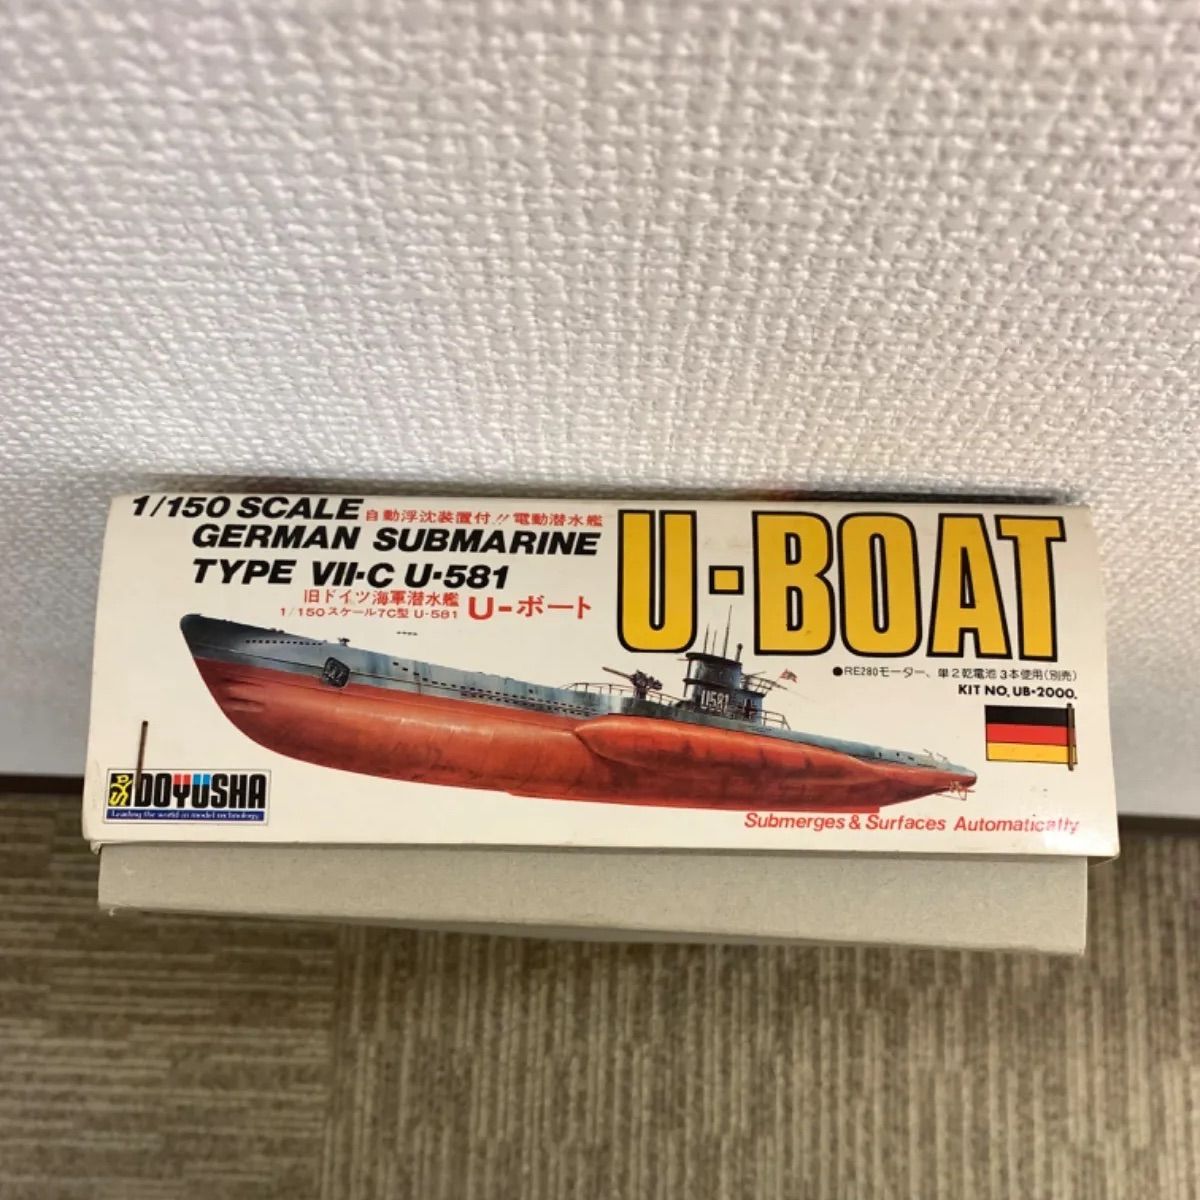 1/150 SCALE
自動浮沈装置付!! 電動潜水艦
GERMAN SUBMARINE
TYPE VII-C U-581
旧ドイツ海軍潜水艦
1/150スケール7C型 U-581
U-ボート
U-BOAT
●RE280モーター、単2乾電池3本使用(別売)
KIT NO, UB-2000.
U581
DOYUSHA
Leading the world in model technology.
Submerges & Surfaces Automatically